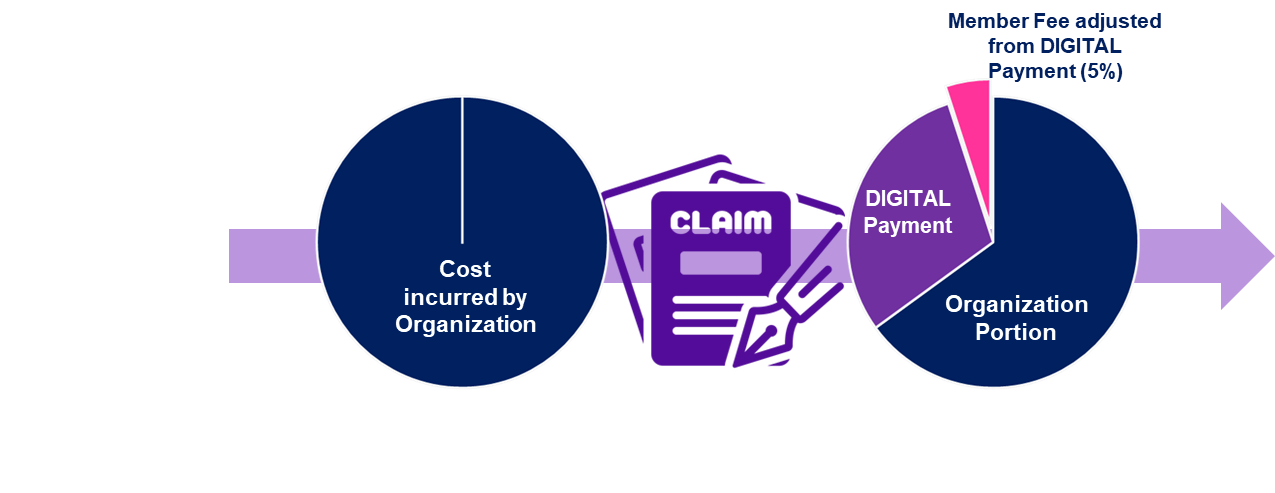 Member Fee adjusted
from DIGITAL
Payment (5%)
Cost
incurred by
Organization
CLAIM
DIGITAL
Payment
Organization
Portion